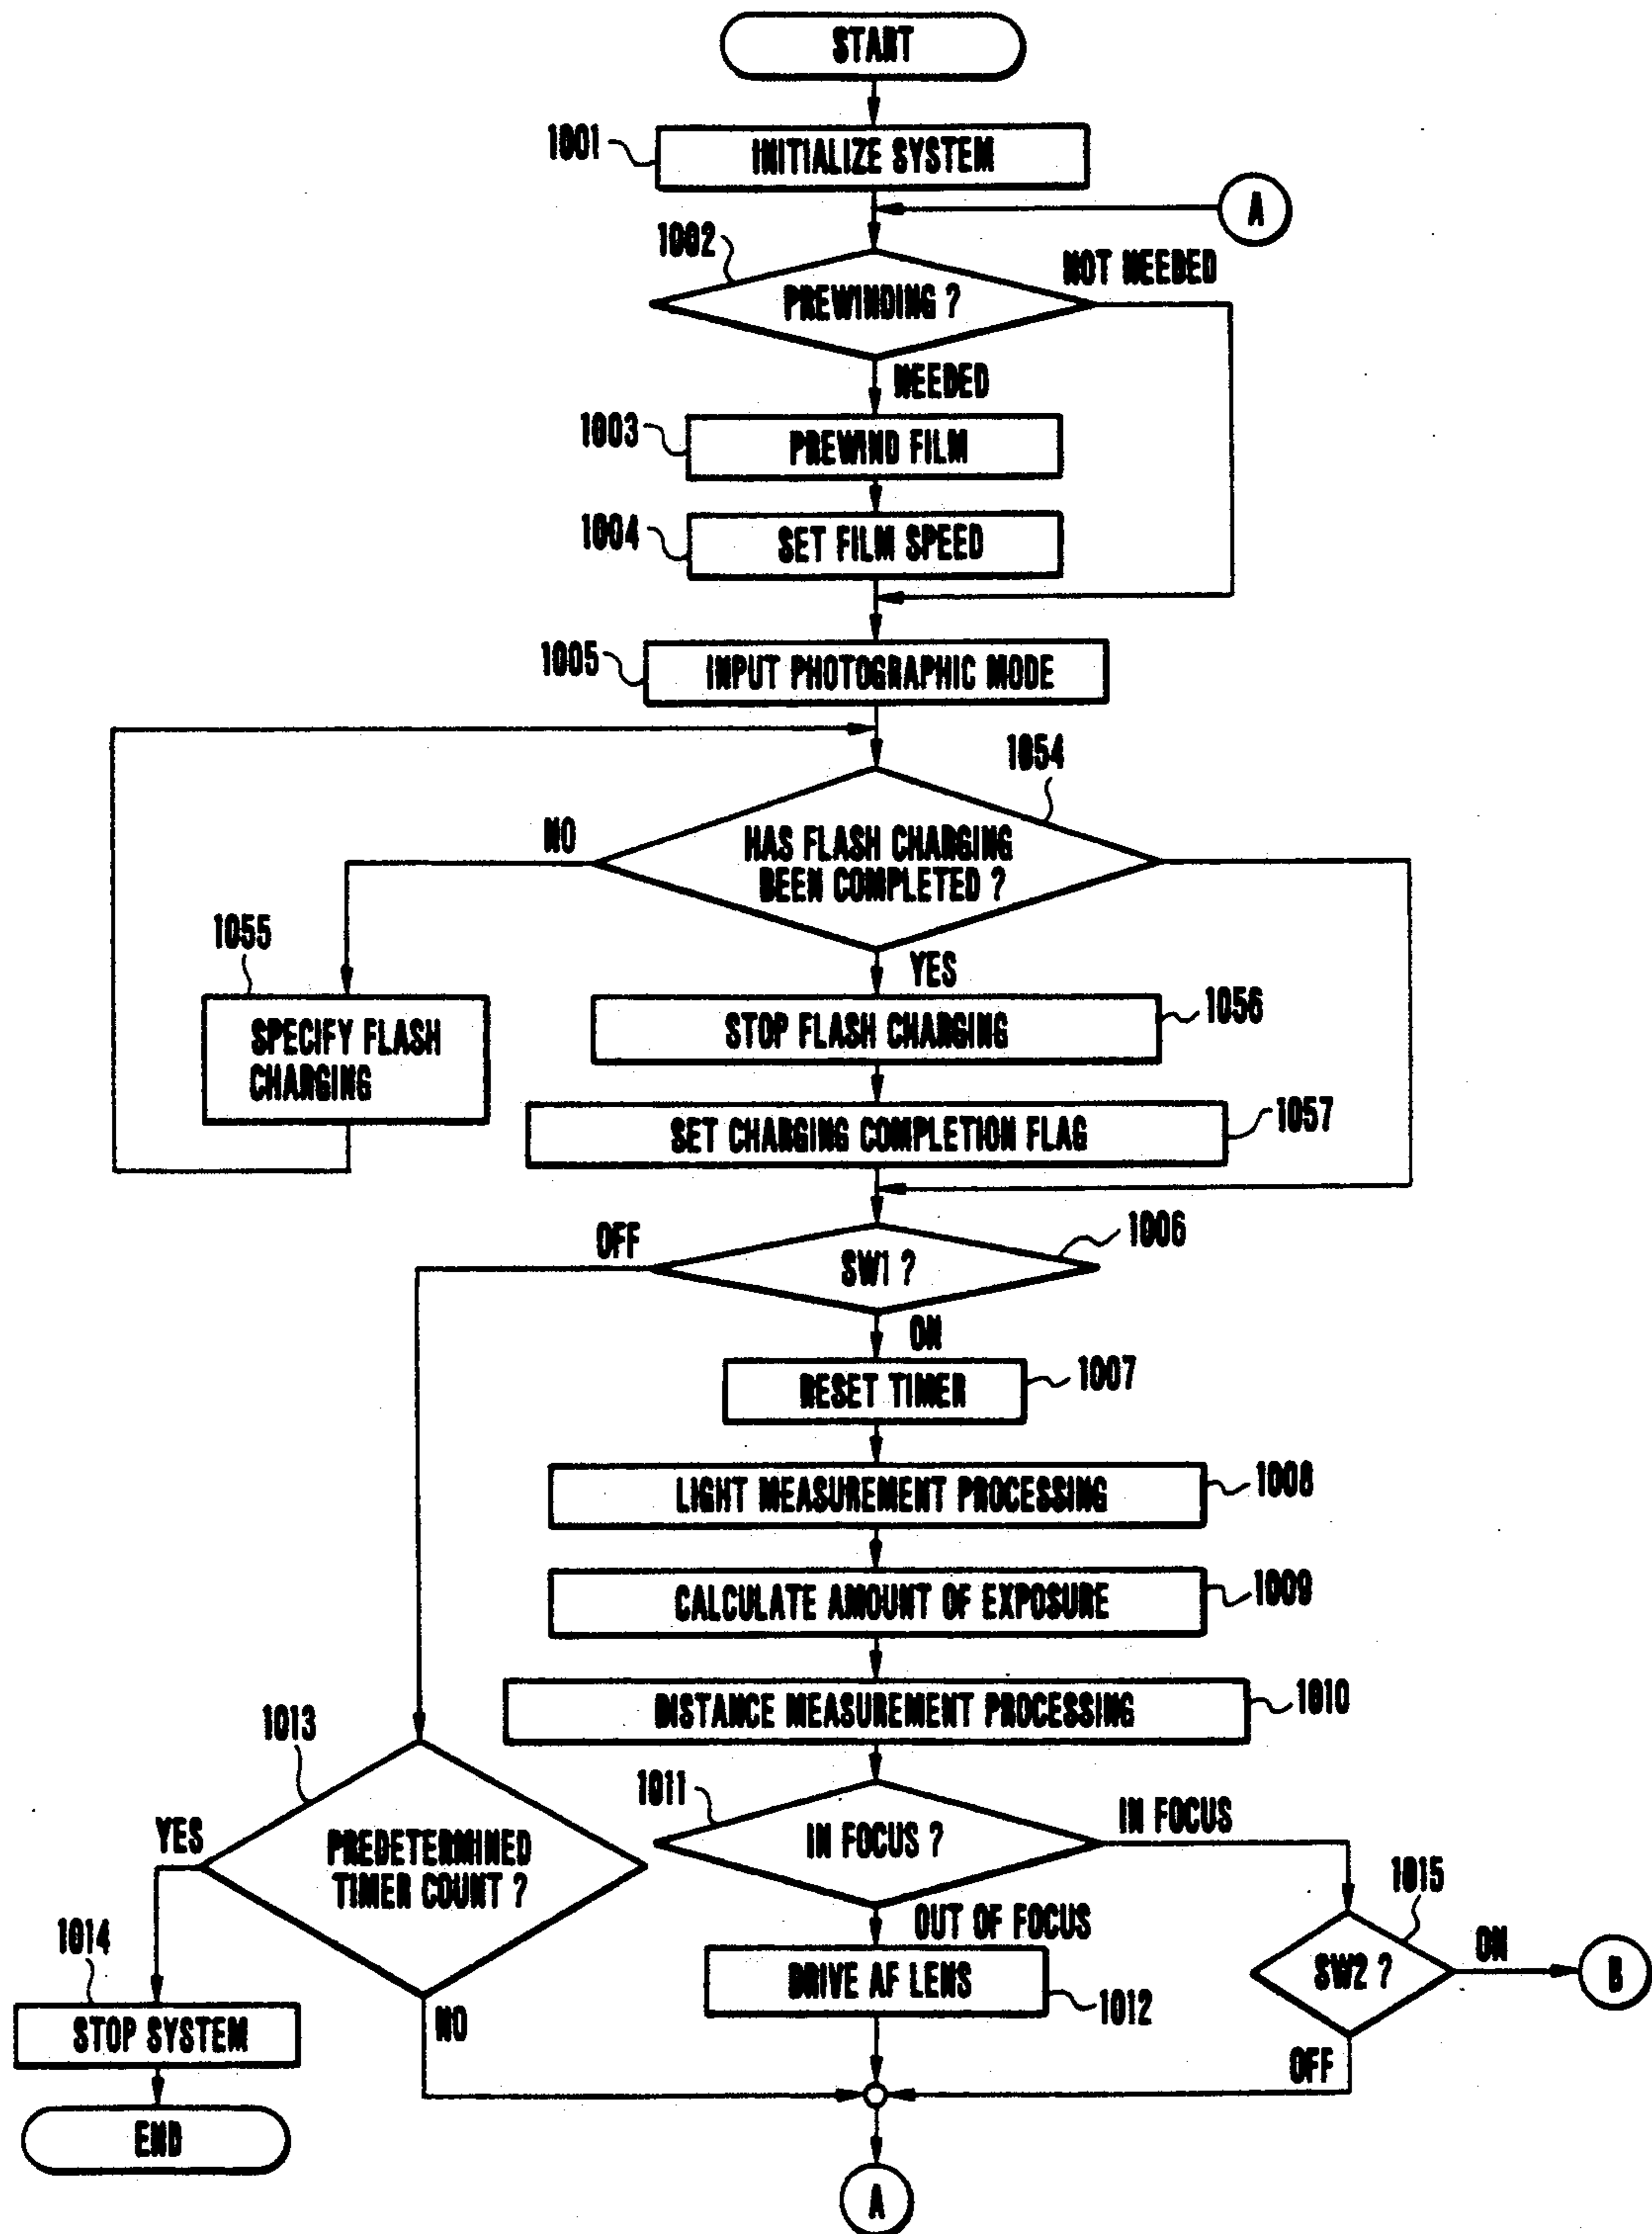 START
1001
INITIALIZE SYSTEM
A
1002
NOT NEEDED
PREWINDING ?
NEEDED
1003
PREWIND FILM
1004
SET FILM SPEED
1005
INPUT PHOTOGRAPHIC MODE
1054
NO
HAS FLASH CHARGING
BEEN COMPLETED ?
1055
YES
SPECIFY FLASH
CHARGING
STOP FLASH CHARGING
1056
SET CHARGING COMPLETION FLAG
1057
OFF
1006
SW1 ?
ON
RESET TIMER
1007
LIGHT MEASUREMENT PROCESSING
1008
CALCULATE AMOUNT OF EXPOSURE
1009
DISTANCE MEASUREMENT PROCESSING
1010
1013
1011
IN FOCUS
YES
PREDETERMINED
TIMER COUNT ?
IN FOCUS ?
1015
1014
OUT OF FOCUS
ON
SW2 ?
B
DRIVE AF LENS
1012
STOP SYSTEM
NO
OFF
END
A